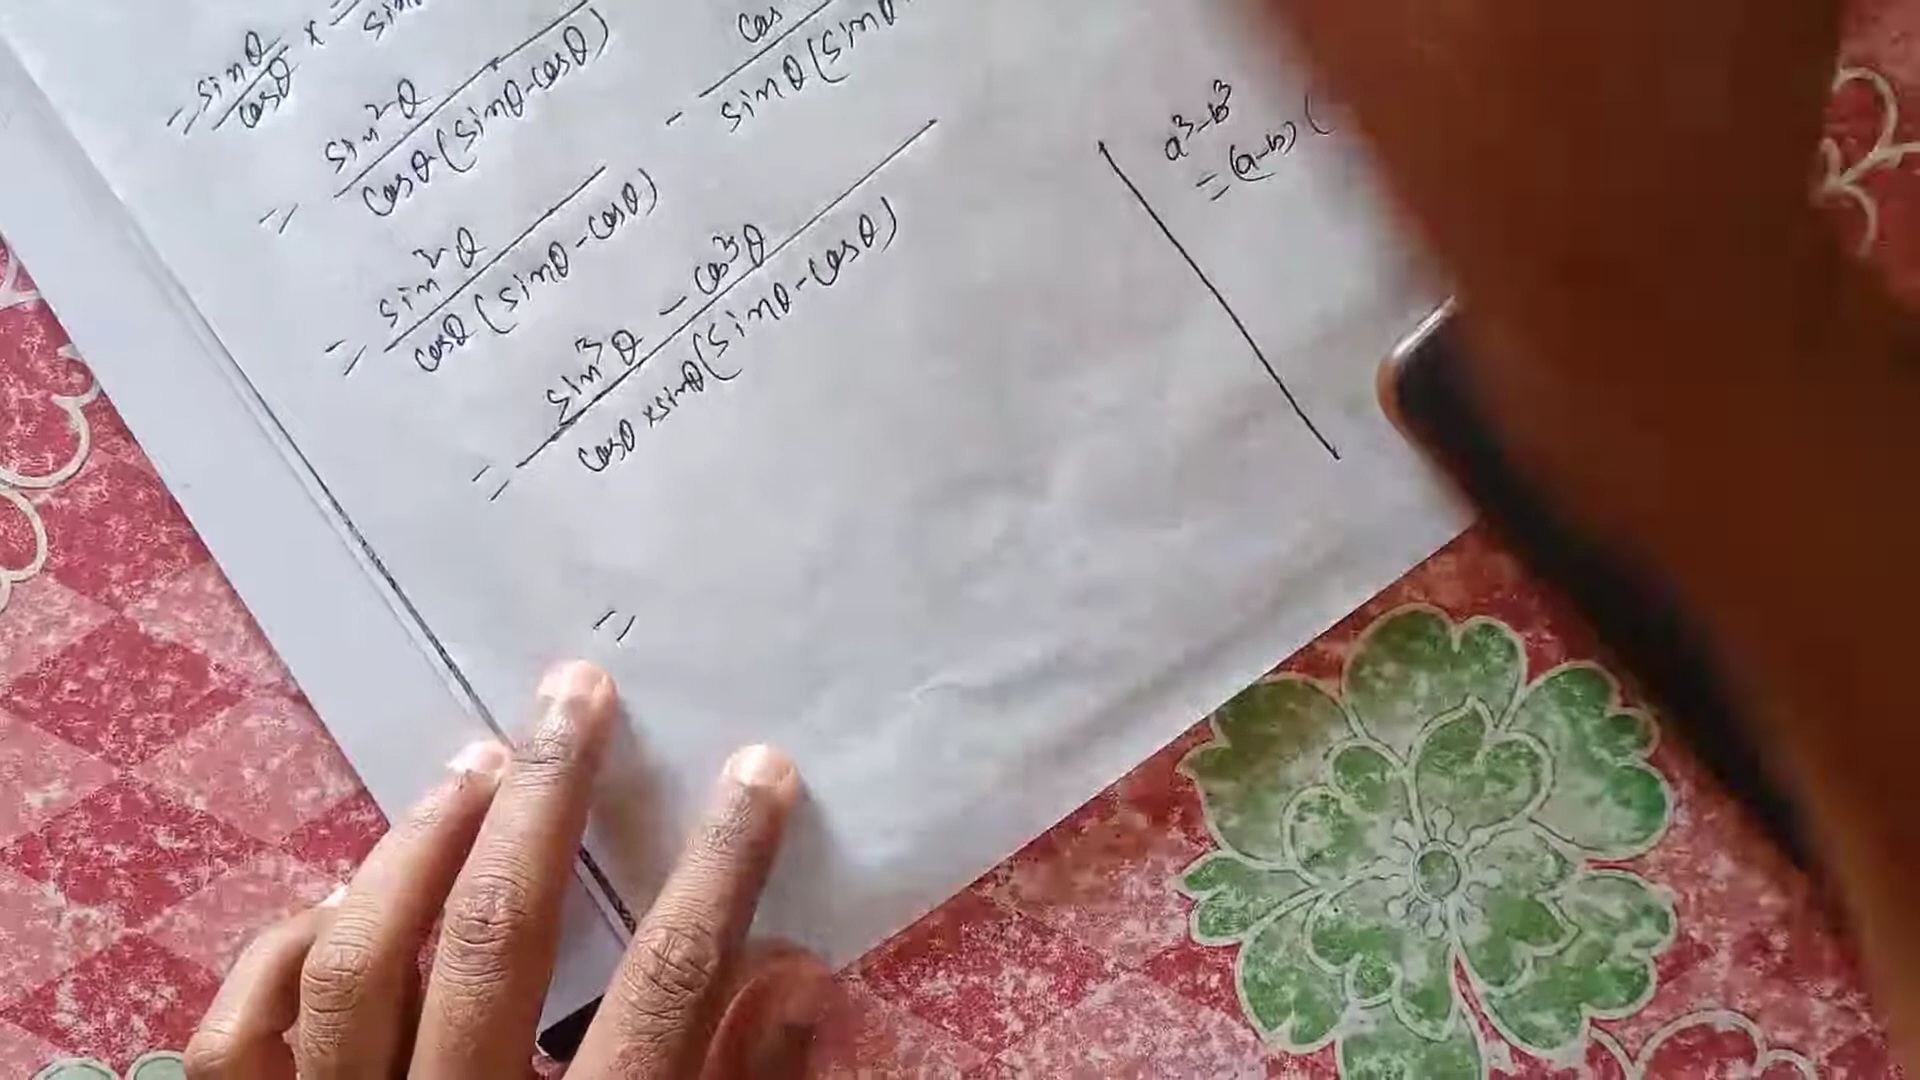 = sinθ/cosθ ×
= sin²θ/cosθ(sinθ-cosθ) - cos/sinθ(sinθ
= sin²θ/cosθ(sinθ-cosθ)
= sin³θ - cos³θ/cosθ×sinθ(sinθ-cosθ)
=
a³-b³
= (a-b) (